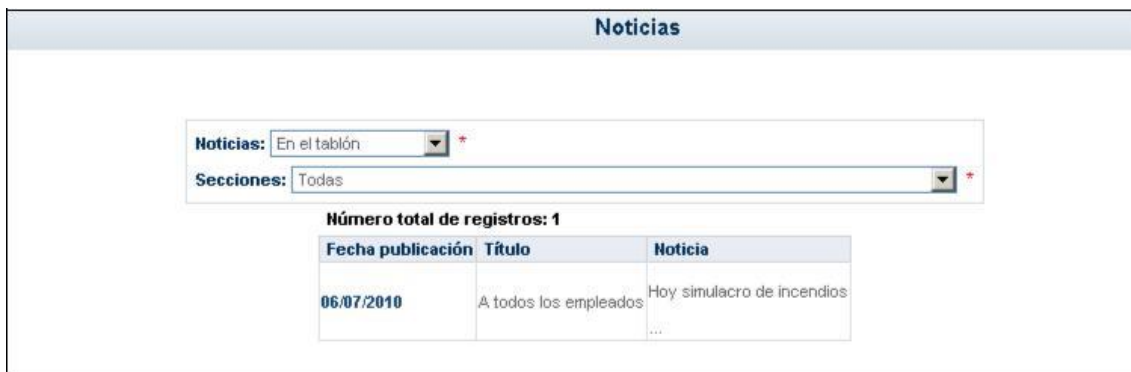 Noticias
Noticias: En el tablón *
Secciones: Todas *
Número total de registros: 1
Fecha publicación Título Noticia
06/07/2010 A todos los empleados Hoy simulacro de incendios
...